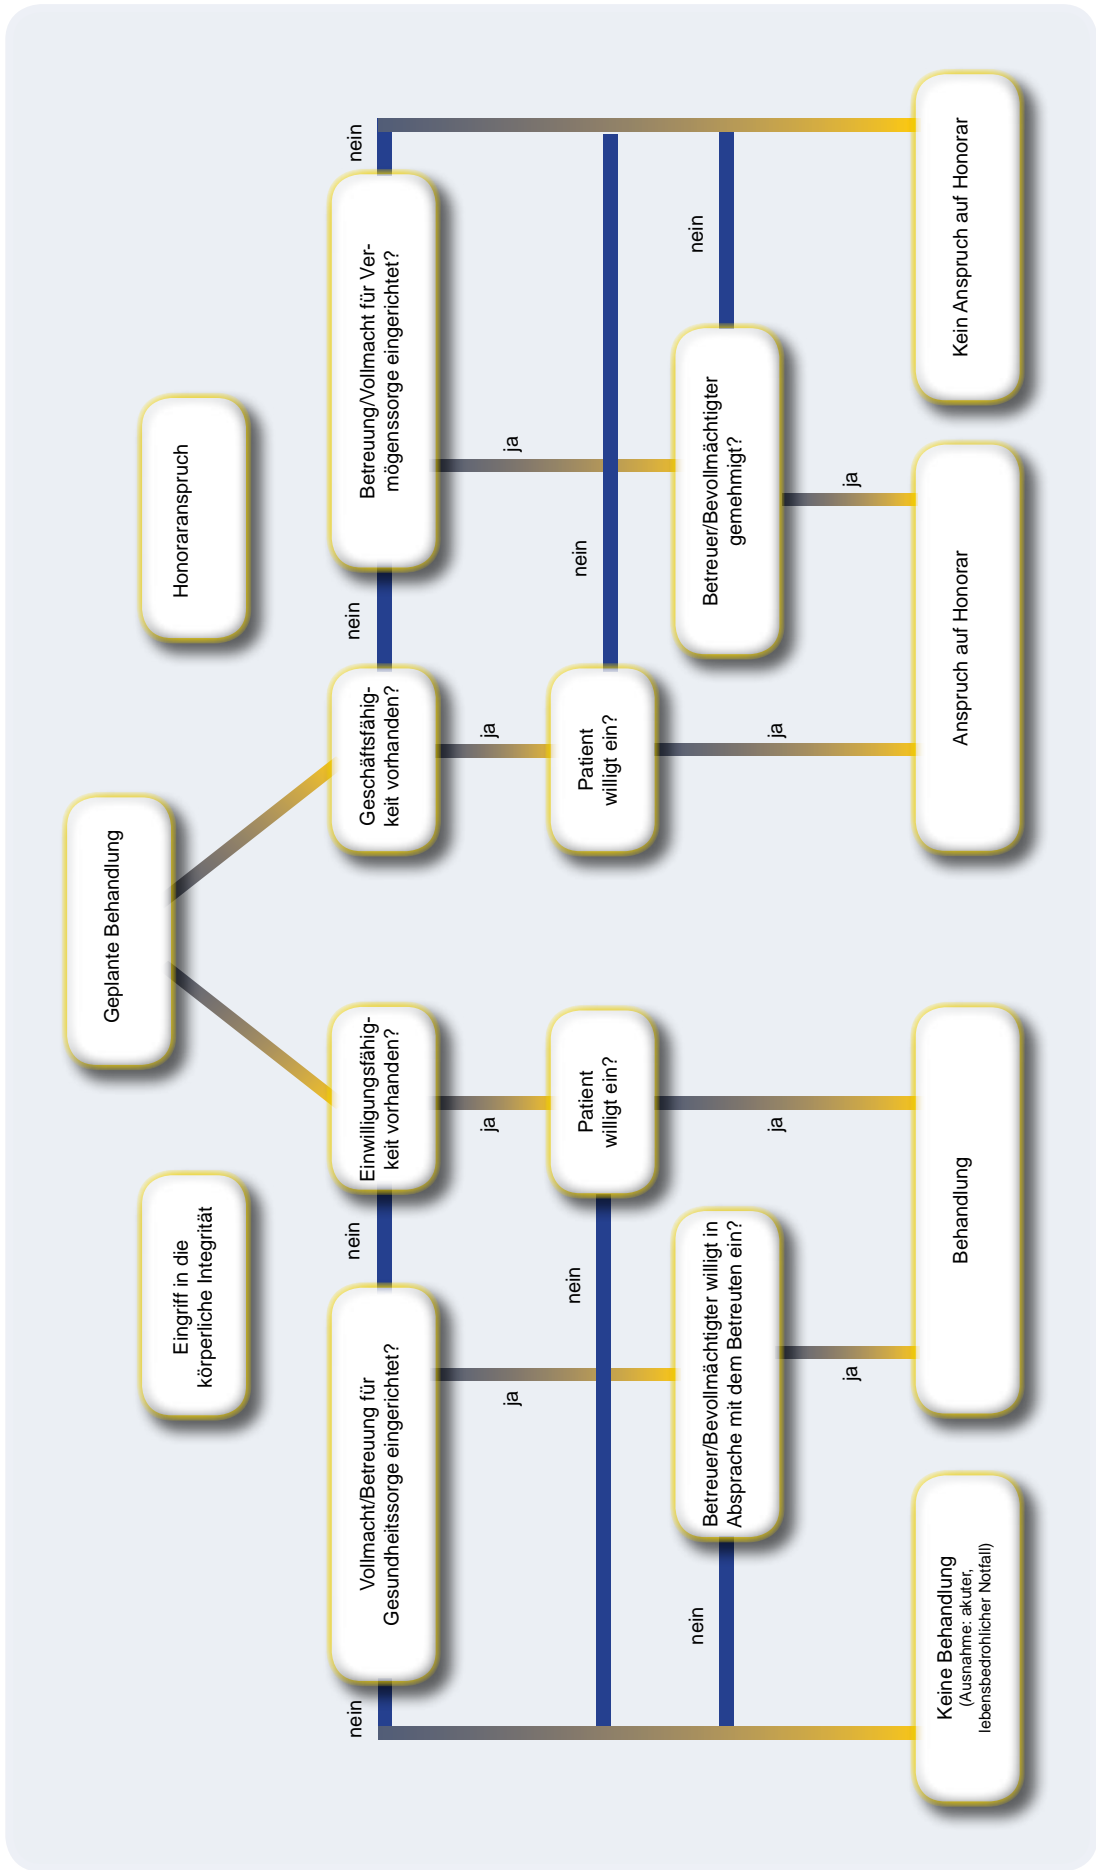 Geplante Behandlung
Eingriff in die
körperliche Integrität
Honoraranspruch
nein
Vollmacht/Betreuung für
Gesundheitssorge eingerichtet?
nein
Einwilligungsfähig-
keit vorhanden?
Geschäftsfähig-
keit vorhanden?
nein
Betreuung/Vollmacht für Ver-
mögenssorge eingerichtet?
nein
ja
ja
ja
ja
nein
Patient
willigt ein?
Patient
willigt ein?
nein
nein
Betreuer/Bevollmächtigter willigt in
Absprache mit dem Betreuten ein?
ja
ja
Betreuer/Bevollmächtigter
gemehmigt?
nein
ja
ja
Keine Behandlung
(Ausnahme: akuter,
lebensbedrohlicher Notfall)
Behandlung
Anspruch auf Honorar
Kein Anspruch auf Honorar